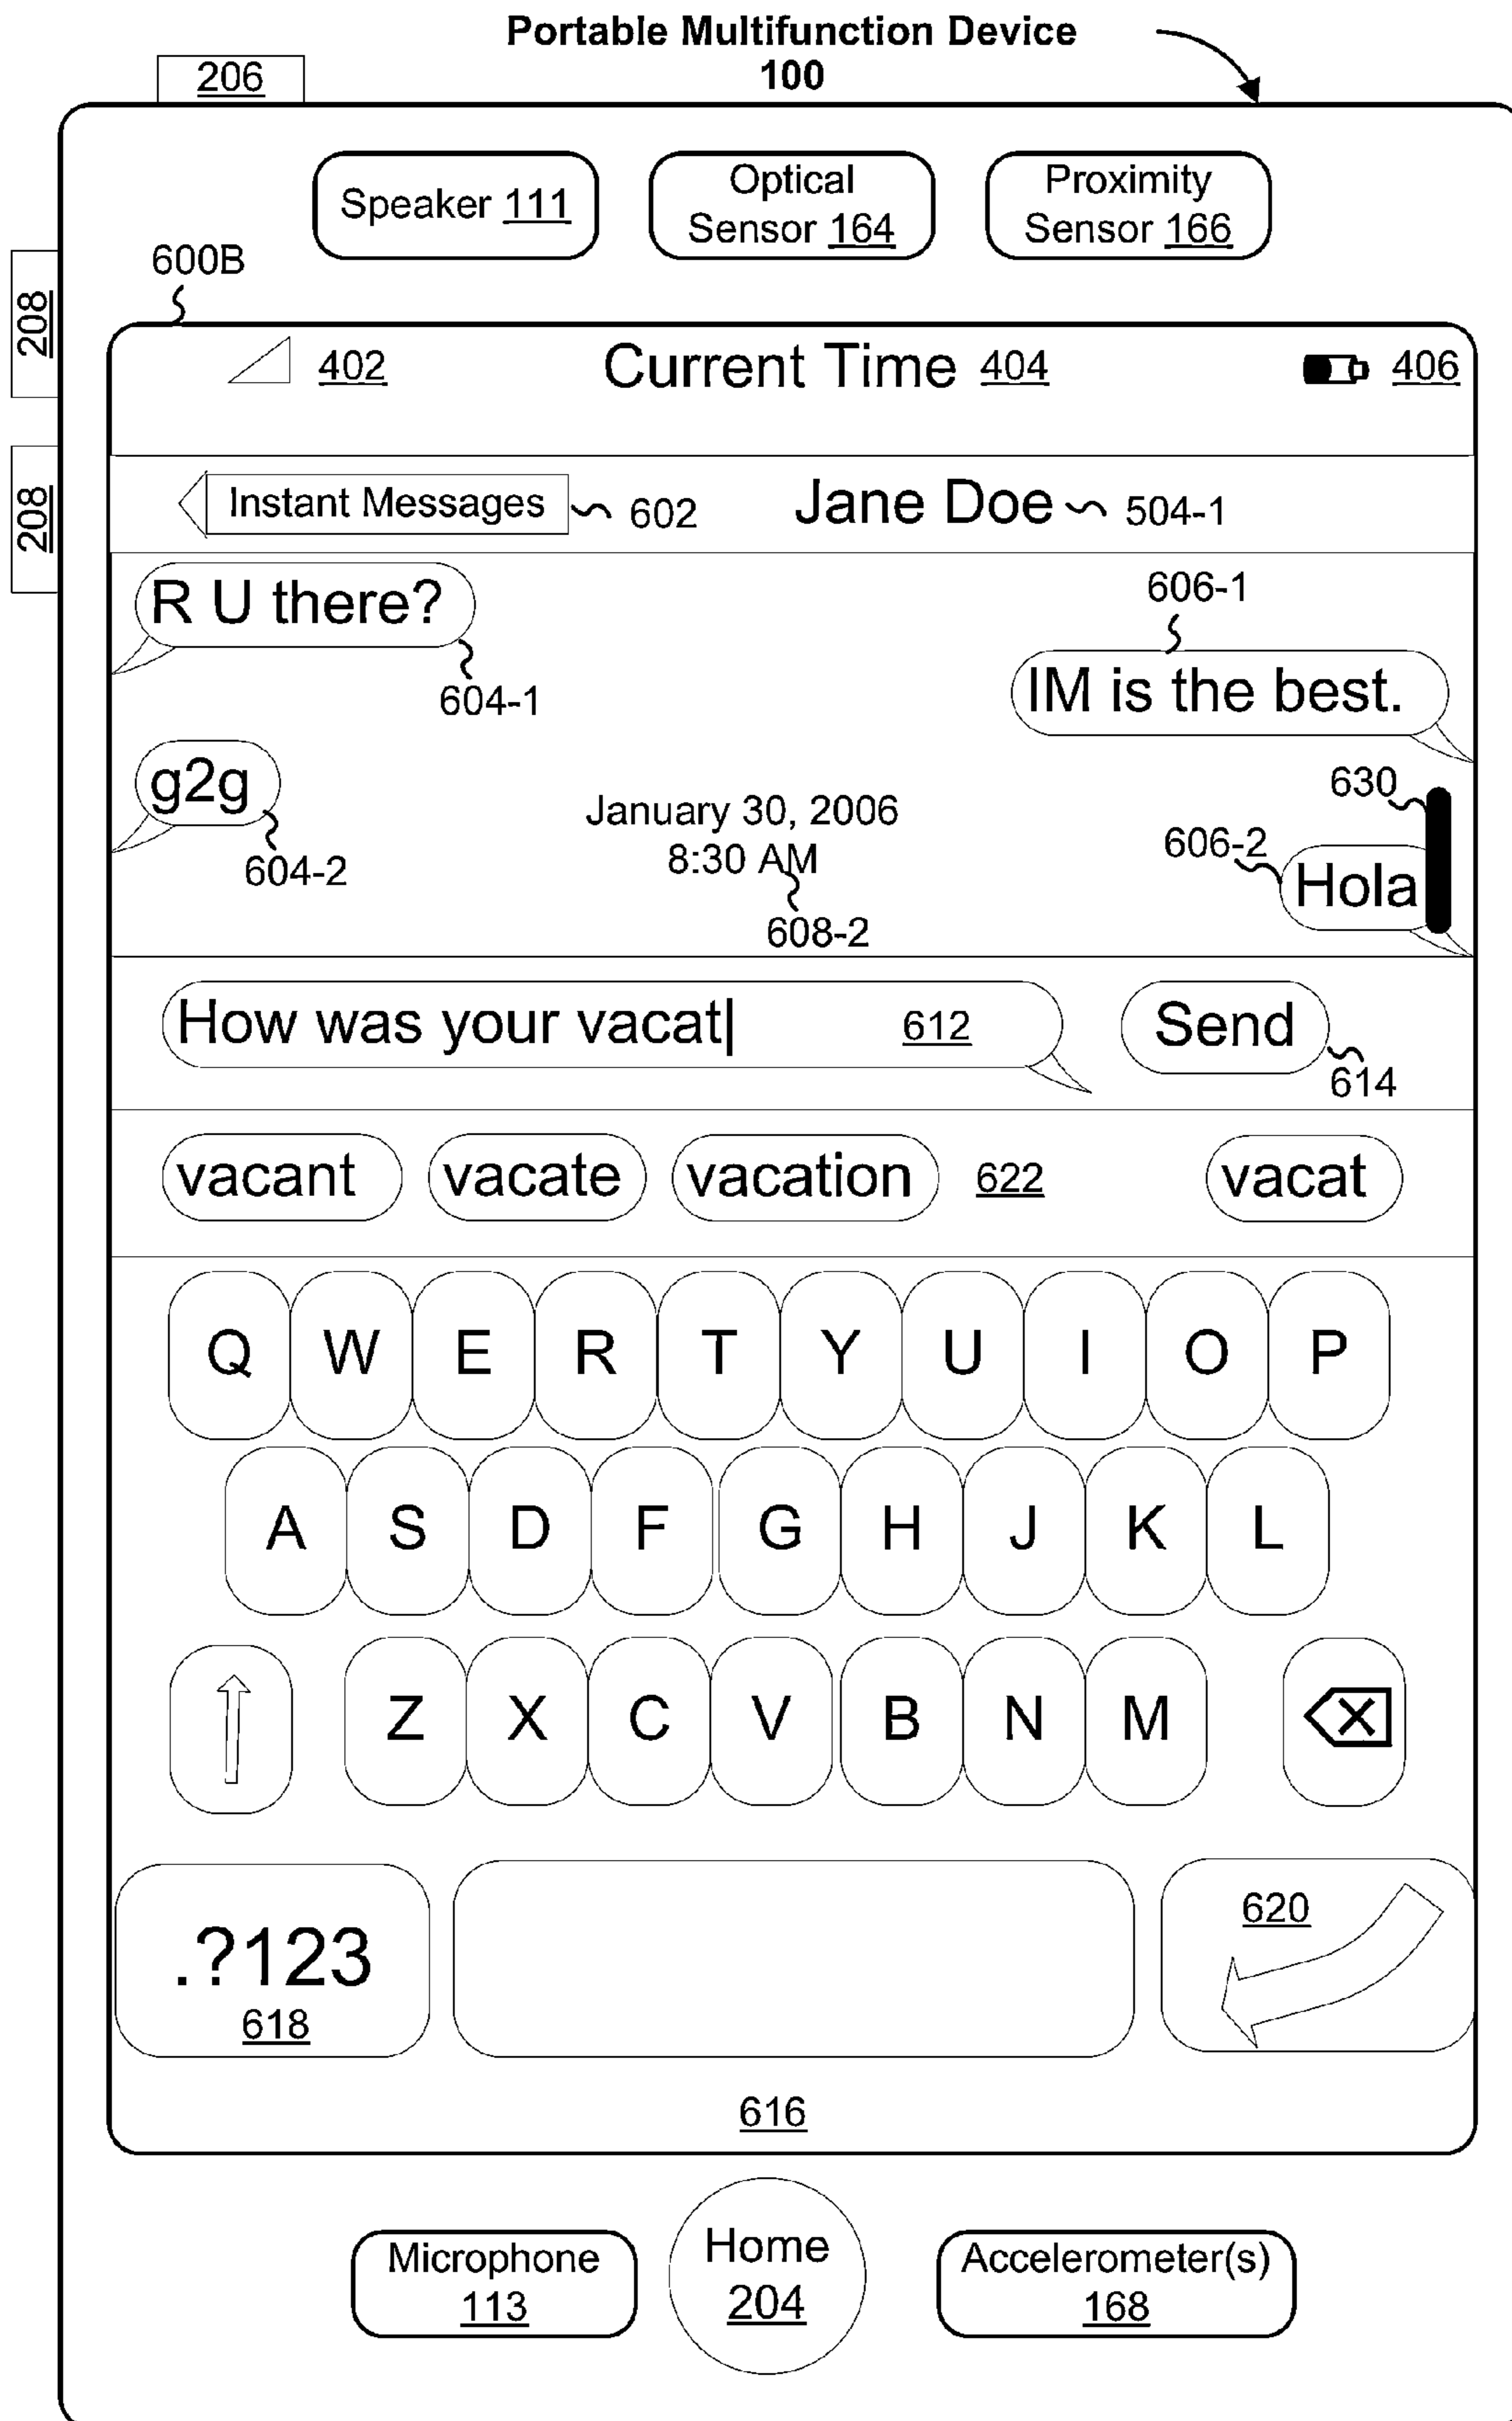 Portable Multifunction Device
100
206
Speaker 111
Optical
Sensor 164
Proximity
Sensor 166
600B
208
208
402
Current Time 404
406
Instant Messages
602
Jane Doe
504-1
R U there?
604-1
606-1
IM is the best.
g2g
604-2
January 30, 2006
8:30 AM
608-2
630
606-2
Hola
How was your vacat|
612
Send
614
vacant
vacate
vacation
622
vacat
Q W E R T Y U I O P
A S D F G H J K L
Z X C V B N M
.?123
618
620
616
Microphone
113
Home
204
Accelerometer(s)
168